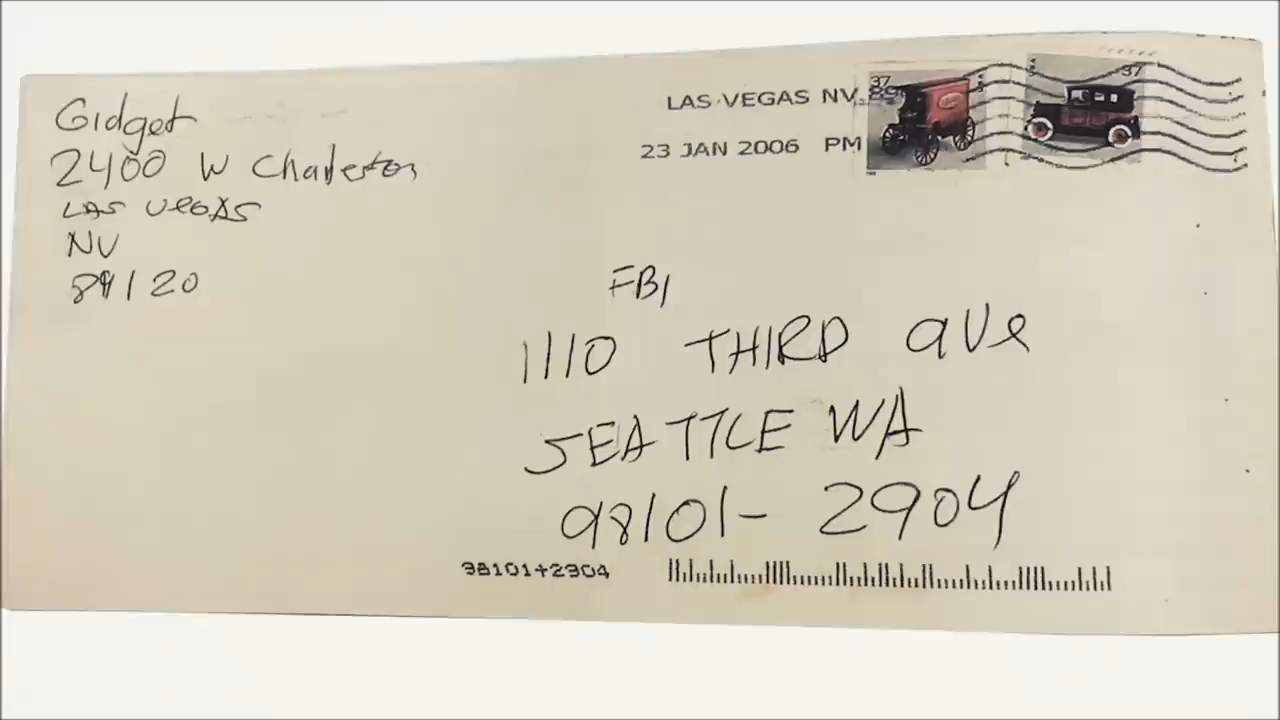 Gidget
2400 W Charleston
LAS VEGAS
NV
89120
LAS VEGAS NV 89
23 JAN 2006 PM
37
37
FBI
1110 THIRD AVE
SEATTLE WA
98101-2904
98101+2904